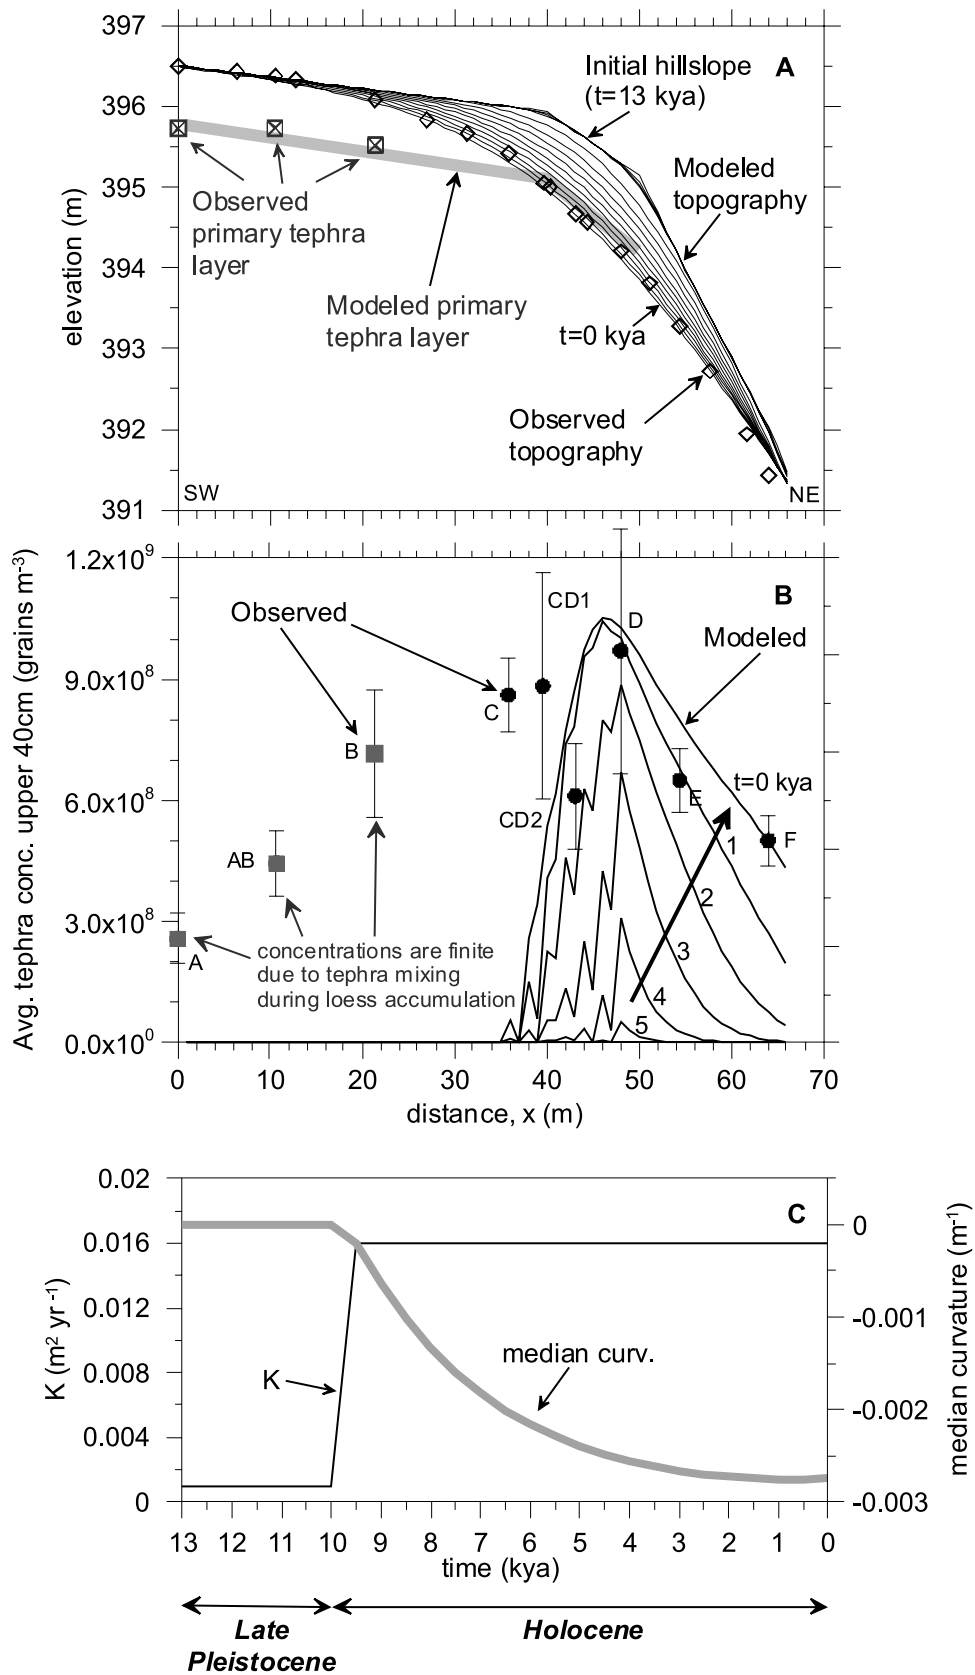 397
396
395
394
393
392
391
elevation (m)
Initial hillslope
(t=13 kya)
A
Modeled
topography
Observed
primary tephra
layer
Modeled primary
tephra layer
t=0 kya
Observed
topography
SW
NE
1.2x10⁹
9.0x10⁸
6.0x10⁸
3.0x10⁸
0.0x10⁰
Avg. tephra conc. upper 40cm (grains m⁻³)
B
Observed
CD1
D
Modeled
C
B
t=0 kya
CD2
E
F
AB
1
2
3
4
5
A
concentrations are finite
due to tephra mixing
during loess accumulation
0 10 20 30 40 50 60 70
distance, x (m)
0.02
0.016
0.012
0.008
0.004
0
K (m² yr⁻¹)
C
K
median curv.
0
-0.001
-0.002
-0.003
median curvature (m⁻¹)
13 12 11 10 9 8 7 6 5 4 3 2 1 0
time (kya)
Late
Pleistocene
Holocene